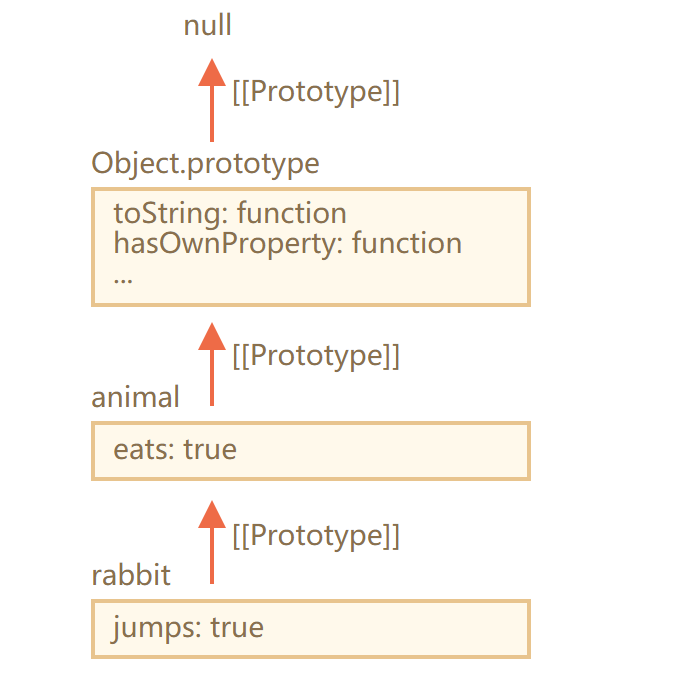 null
[[Prototype]]
Object.prototype
toString: function
hasOwnProperty: function
...
[[Prototype]]
animal
eats: true
[[Prototype]]
rabbit
jumps: true